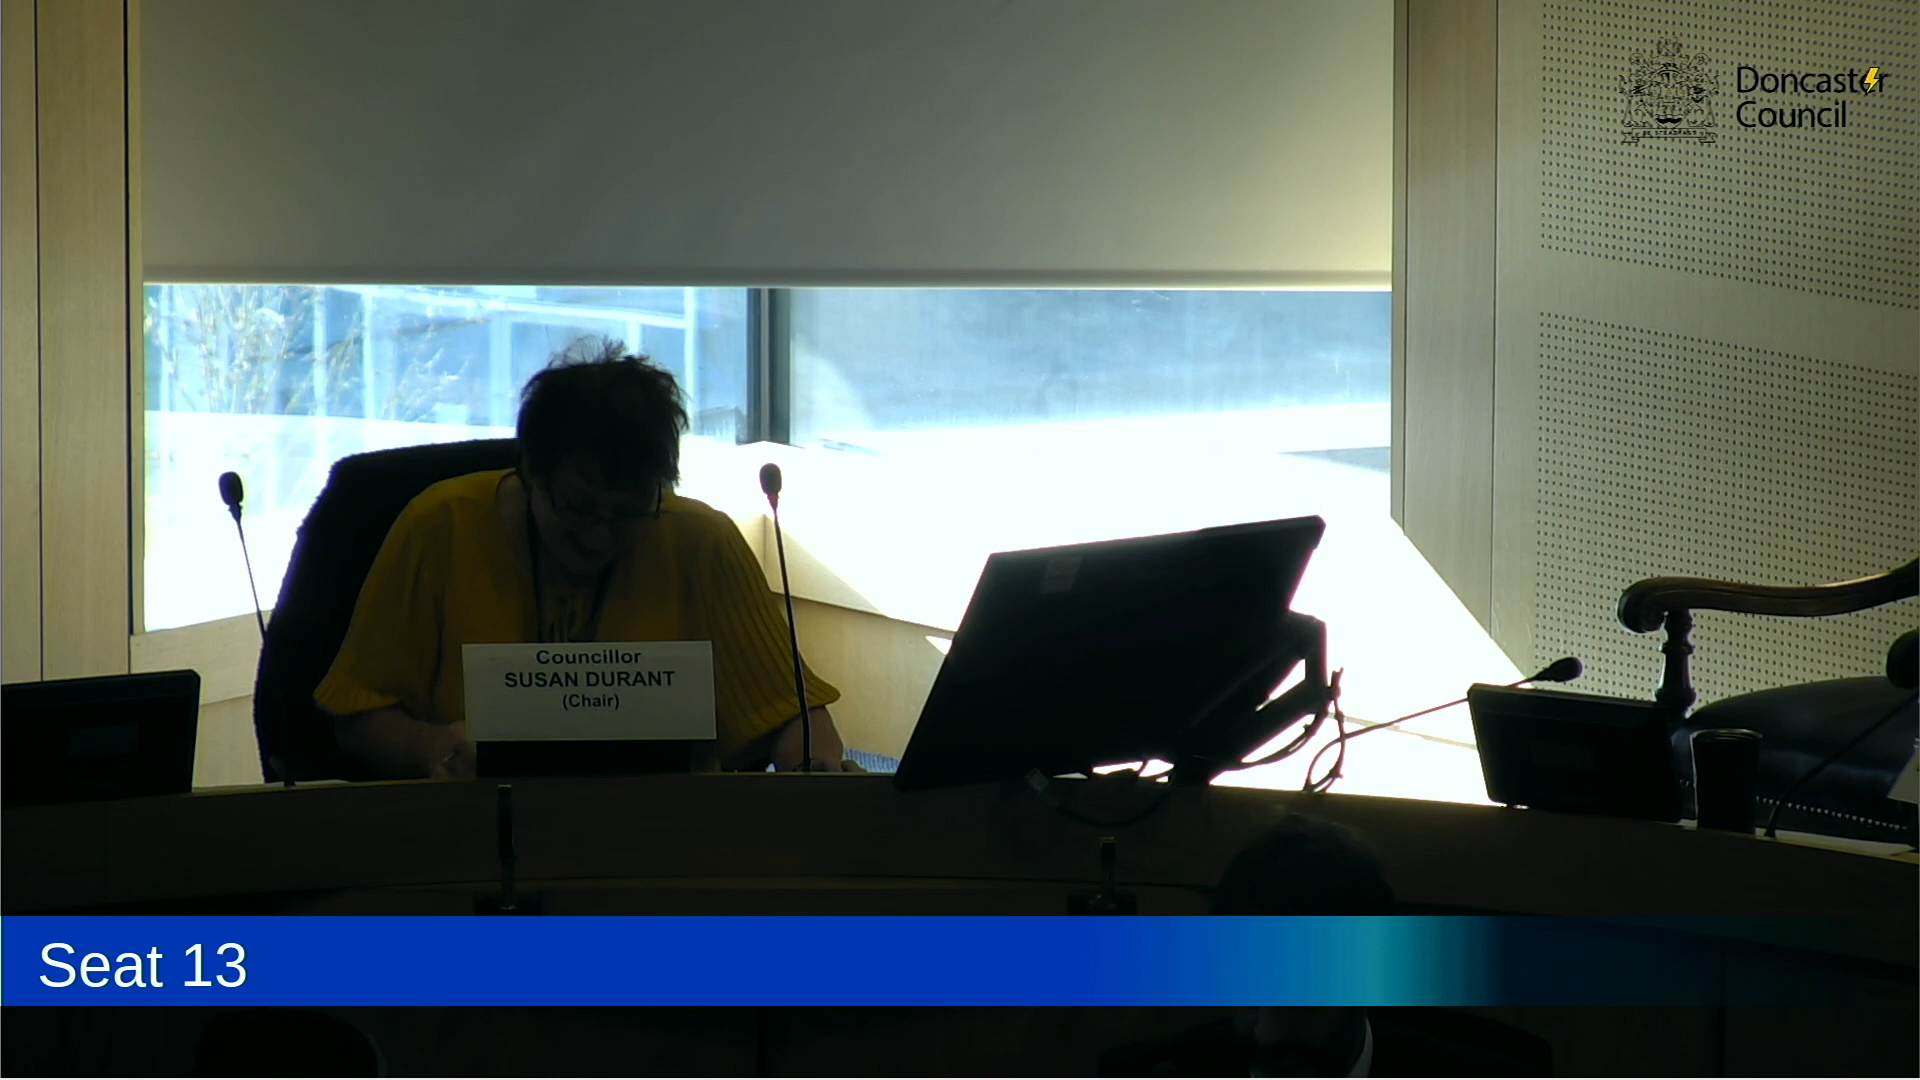 Doncaster
Council
Councillor
SUSAN DURANT
(Chair)
Seat 13